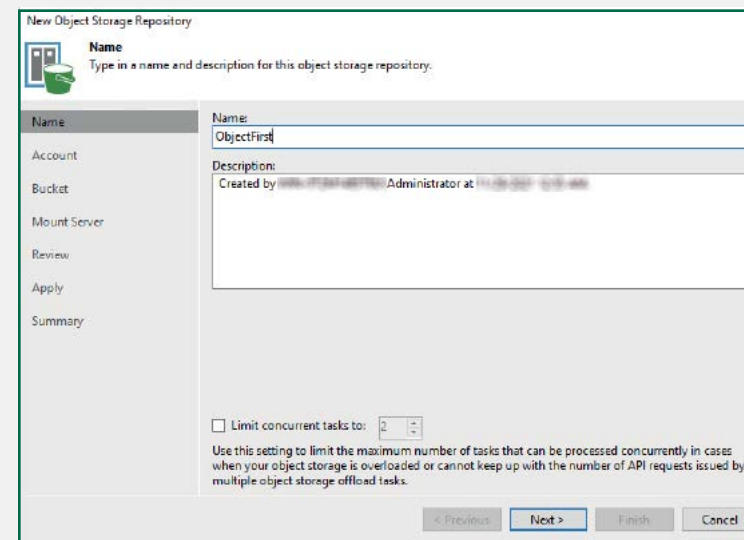 New Object Storage Repository
Name
Type in a name and description for this object storage repository.
Name
Account
Bucket
Mount Server
Review
Apply
Summary
Name:
ObjectFirst
Description:
Created by Administrator at
Limit concurrent tasks to: 2
Use this setting to limit the maximum number of tasks that can be processed concurrently in cases
when your object storage is overloaded or cannot keep up with the number of API requests issued by
multiple object storage offload tasks.
< Previous Next > Finish Cancel